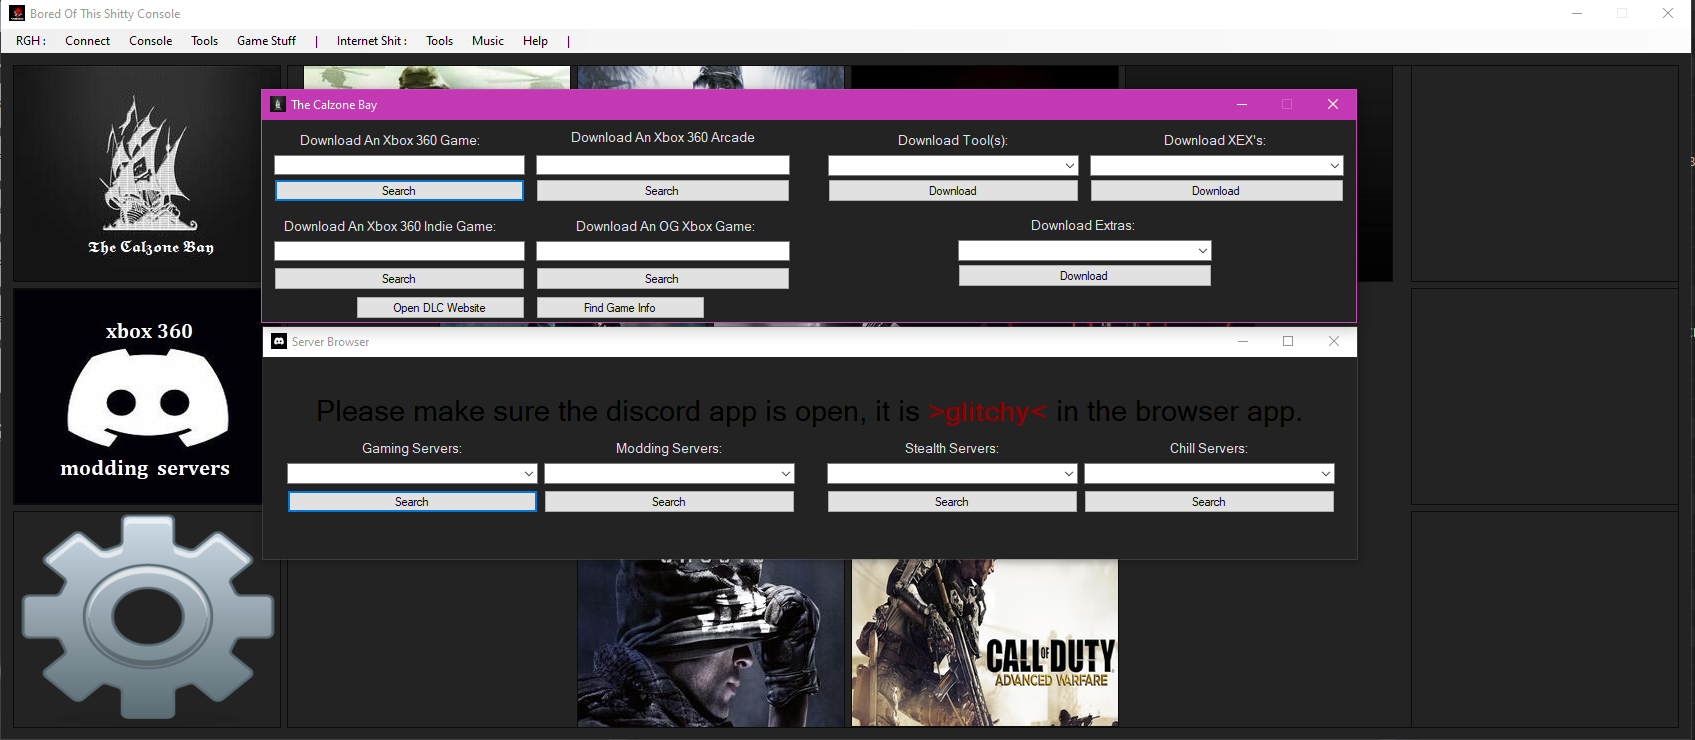 Bored Of This Shitty Console
RGH : Connect Console Tools Game Stuff | Internet Shit : Tools Music Help |
The Calzone Bay
The Calzone Bay
Download An Xbox 360 Game: Download An Xbox 360 Arcade Download Tool(s): Download XEX's:
Search Search Download Download
Download An Xbox 360 Indie Game: Download An OG Xbox Game: Download Extras:
Search Search Download
Open DLC Website Find Game Info
xbox 360
modding servers
Server Browser
Please make sure the discord app is open, it is >glitchy< in the browser app.
Gaming Servers: Modding Servers: Stealth Servers: Chill Servers:
Search Search Search Search
CALL OF DUTY
ADVANCED WARFARE